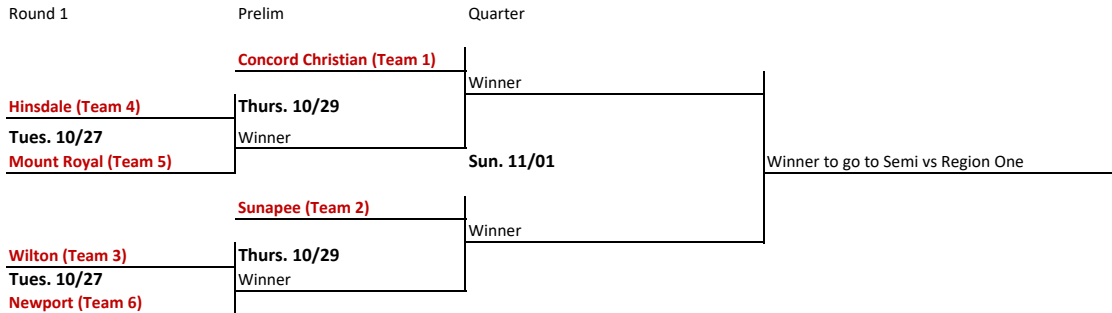 Round 1 Prelim Quarter
Concord Christian (Team 1)
Winner
Hinsdale (Team 4) Thurs. 10/29
Tues. 10/27 Winner
Mount Royal (Team 5) Sun. 11/01 Winner to go to Semi vs Region One
Sunapee (Team 2)
Winner
Wilton (Team 3) Thurs. 10/29
Tues. 10/27 Winner
Newport (Team 6)